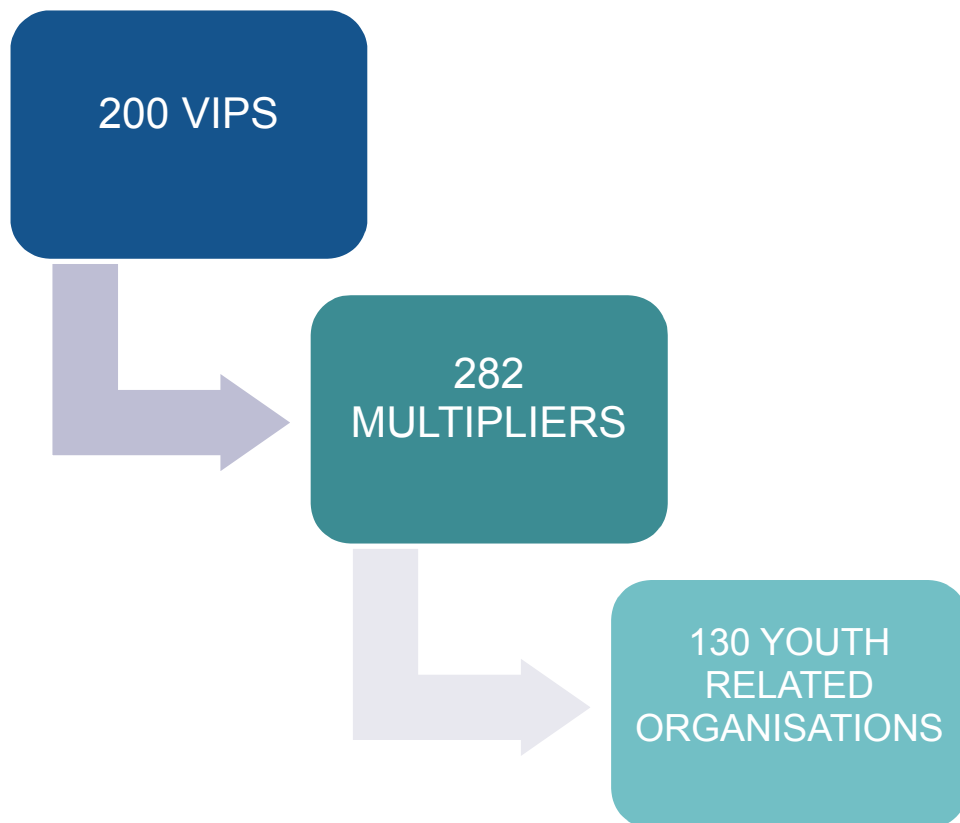 200 VIPS
282
MULTIPLIERS
130 YOUTH
RELATED
ORGANISATIONS